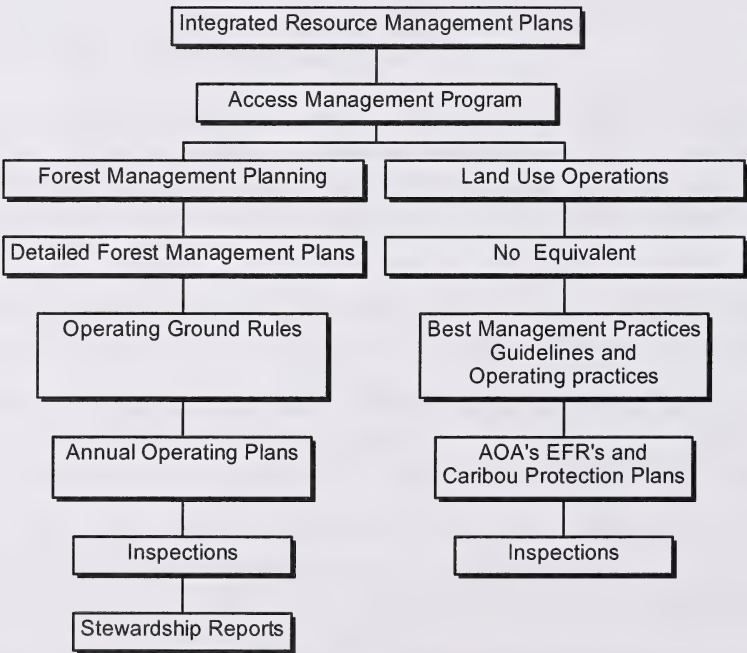 Integrated Resource Management Plans
Access Management Program
Forest Management Planning
Land Use Operations
Detailed Forest Management Plans
No Equivalent
Operating Ground Rules
Best Management Practices
Guidelines and
Operating practices
Annual Operating Plans
AOA's EFR's and
Caribou Protection Plans
Inspections
Inspections
Stewardship Reports